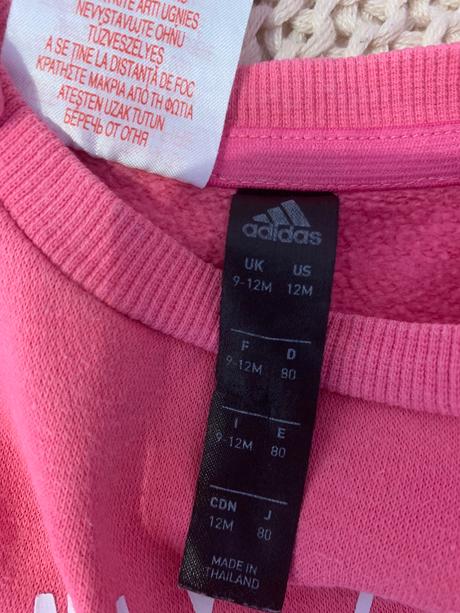 ARTI UGNIES
NEVYSTAVUJTE OHNU
TŰZVESZÉLYES
A SE ȚINE LA DISTANȚĂ DE FOC
ΚΡΑΤΗΣΤΕ ΜΑΚΡΙΑ ΑΠΟ ΤΗ ΦΩΤΙΑ
ATEŞTEN UZAK TUTUN
БЕРЕЧЬ ОТ ОГНЯ
adidas
UK US
9-12M 12M
F D
9-12M 80
I E
9-12M 80
CDN J
12M 80
MADE IN
THAILAND